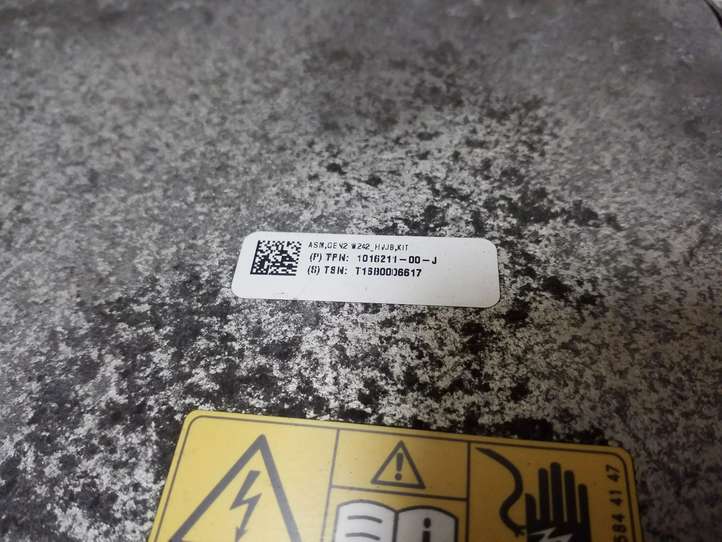 ASM,GEN2 W242_HVJB,KIT
(P) TPN: 1016211-00-J
(S) TSN: T16B0006617
584 41 47